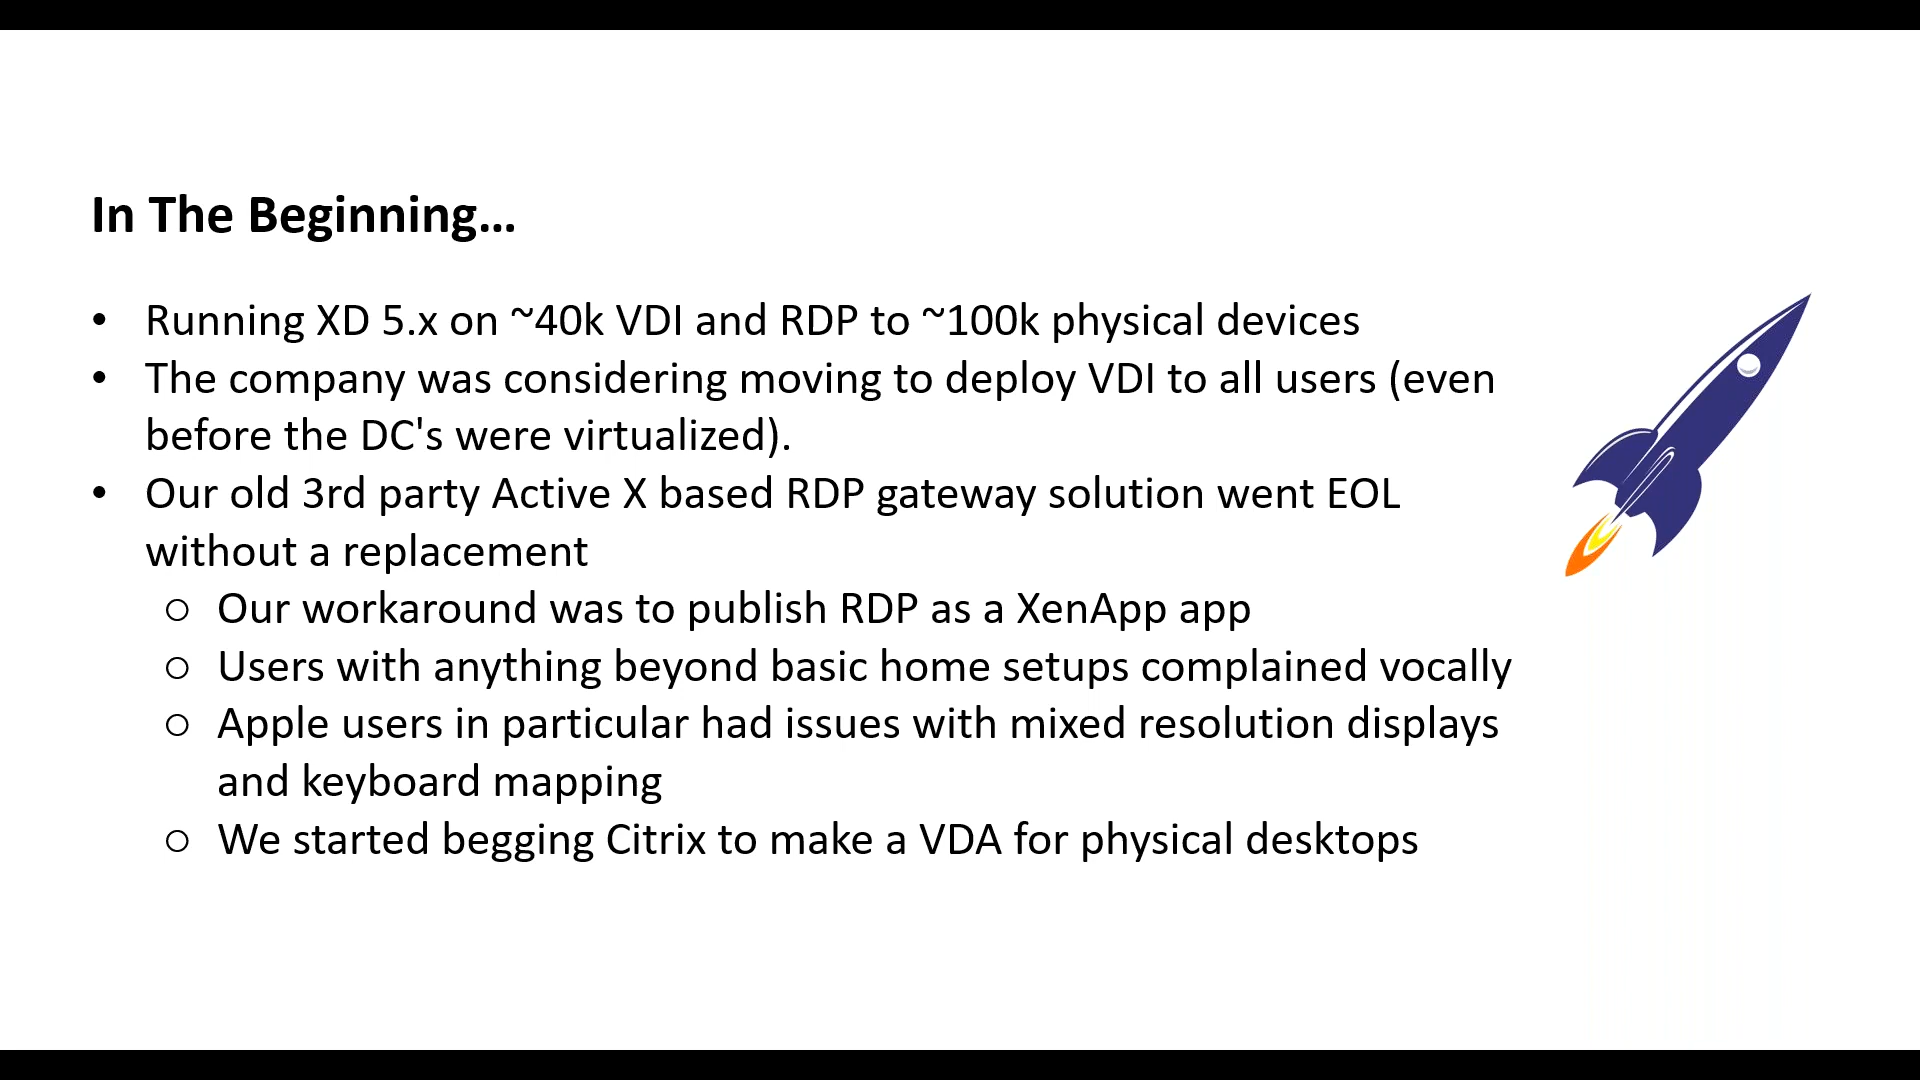 In The Beginning...
• Running XD 5.x on ~40k VDI and RDP to ~100k physical devices
• The company was considering moving to deploy VDI to all users (even
before the DC's were virtualized).
• Our old 3rd party Active X based RDP gateway solution went EOL
without a replacement
○ Our workaround was to publish RDP as a XenApp app
○ Users with anything beyond basic home setups complained vocally
○ Apple users in particular had issues with mixed resolution displays
and keyboard mapping
○ We started begging Citrix to make a VDA for physical desktops